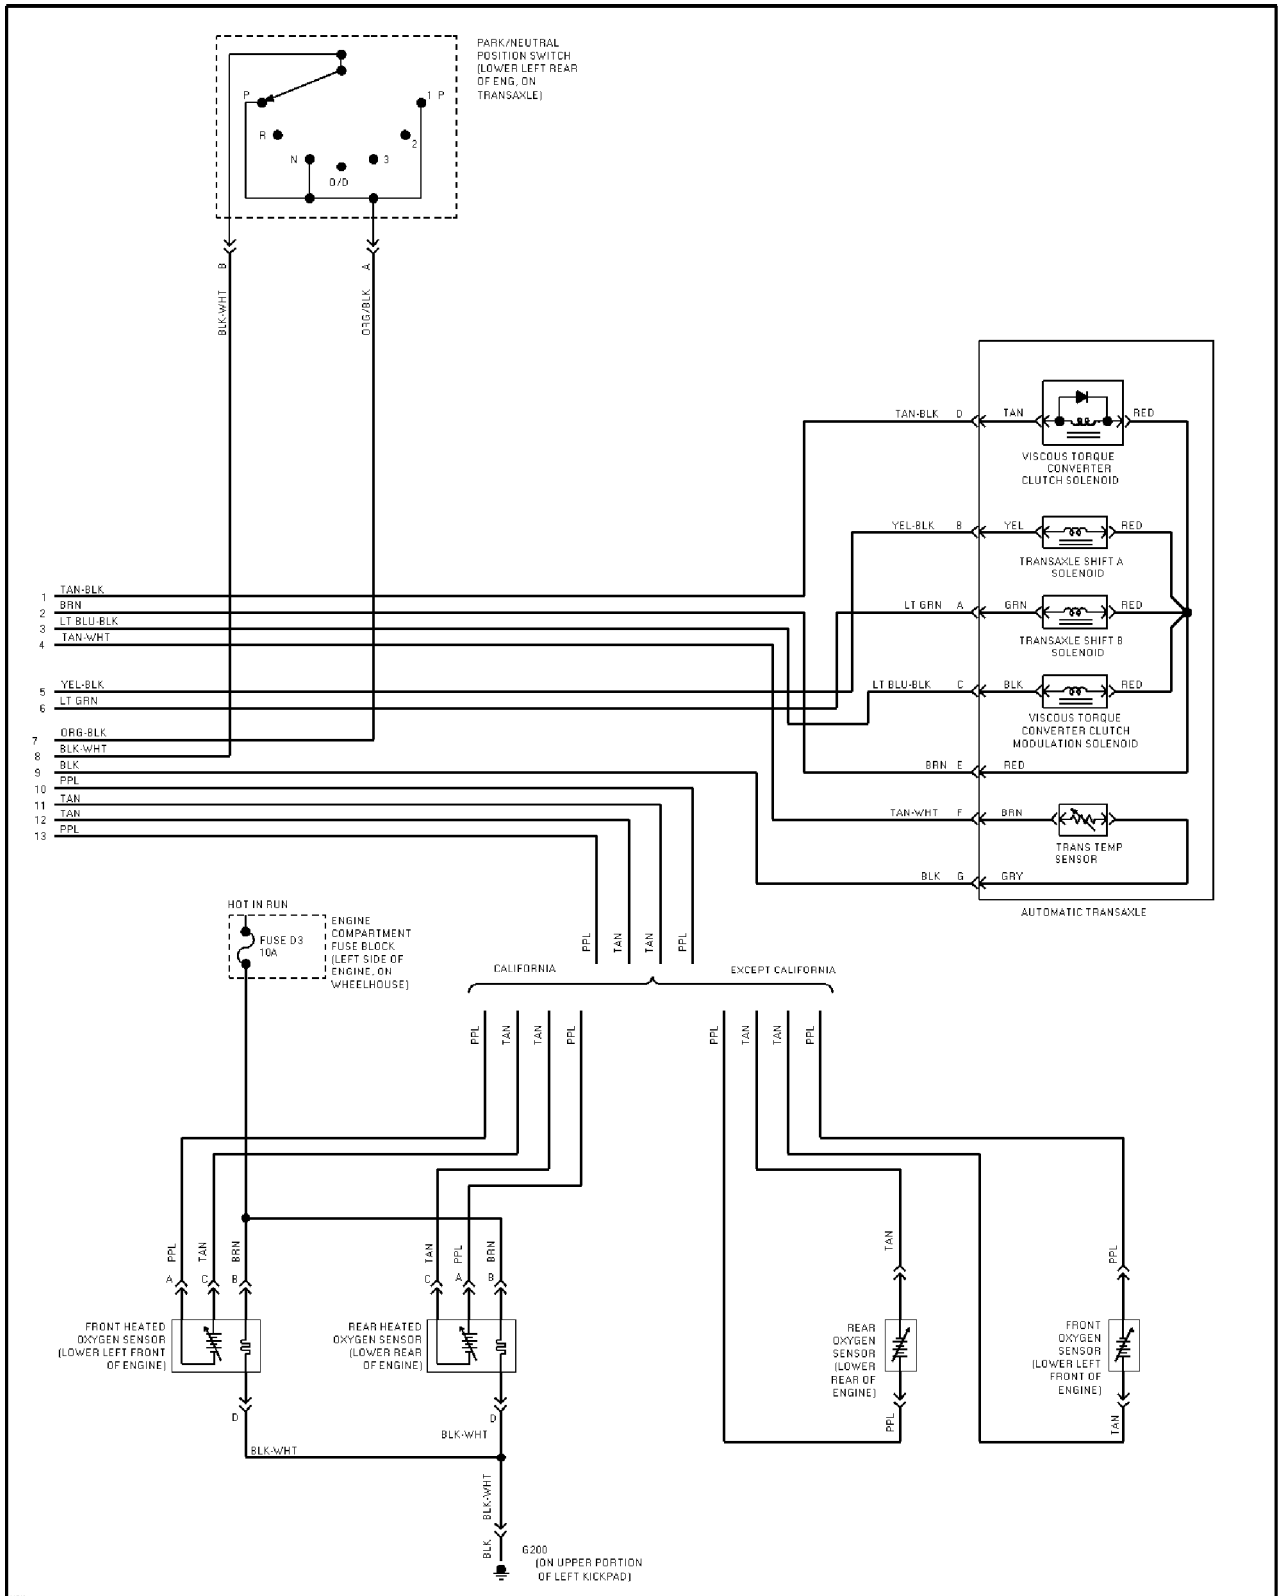 PARK/NEUTRAL
POSITION SWITCH
(LOWER LEFT REAR
OF ENG, ON
TRANSAXLE)
P
1 P
R
2
N
3
O/D
B
A
BLK-WHT
ORG/BLK
TAN-BLK D
TAN
RED
VISCOUS TORQUE
CONVERTER
CLUTCH SOLENOID
YEL-BLK B
YEL
RED
TRANSAXLE SHIFT A
SOLENOID
LT GRN A
GRN
RED
TRANSAXLE SHIFT B
SOLENOID
LT BLU-BLK C
BLK
RED
VISCOUS TORQUE
CONVERTER CLUTCH
MODULATION SOLENOID
BRN E
RED
TAN-WHT F
BRN
TRANS TEMP
SENSOR
BLK G
GRY
AUTOMATIC TRANSAXLE
1 TAN-BLK
2 BRN
3 LT BLU-BLK
4 TAN-WHT
5 YEL-BLK
6 LT GRN
7 ORG-BLK
8 BLK-WHT
9 BLK
10 PPL
11 TAN
12 TAN
13 PPL
HOT IN RUN
FUSE D3
10A
ENGINE
COMPARTMENT
FUSE BLOCK
(LEFT SIDE OF
ENGINE, ON
WHEELHOUSE)
PPL
TAN
TAN
PPL
CALIFORNIA
EXCEPT CALIFORNIA
PPL
TAN
TAN
PPL
PPL
TAN
TAN
PPL
PPL
TAN
BRN
A
C
B
TAN
PPL
BRN
C
A
B
TAN
PPL
FRONT HEATED
OXYGEN SENSOR
(LOWER LEFT FRONT
OF ENGINE)
REAR HEATED
OXYGEN SENSOR
(LOWER REAR
OF ENGINE)
REAR
OXYGEN
SENSOR
(LOWER
REAR OF
ENGINE)
FRONT
OXYGEN
SENSOR
(LOWER LEFT
FRONT OF
ENGINE)
D
D
PPL
TAN
BLK-WHT
BLK-WHT
BLK-WHT
BLK
G200
(ON UPPER PORTION
OF LEFT KICKPAD)